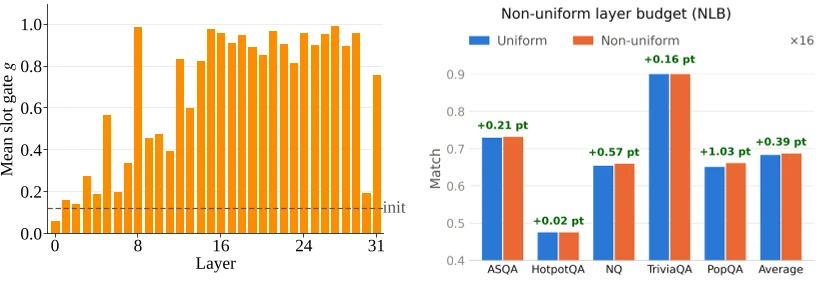 Mean slot gate g
1.0
0.8
0.6
0.4
0.2
0.0
init
0 8 16 24 31
Layer
Non-uniform layer budget (NLB)
Uniform Non-uniform ×16
Match
0.9
0.8
0.7
0.6
0.5
0.4
+0.21 pt
+0.02 pt
+0.57 pt
+0.16 pt
+1.03 pt
+0.39 pt
ASQA HotpotQA NQ TriviaQA PopQA Average